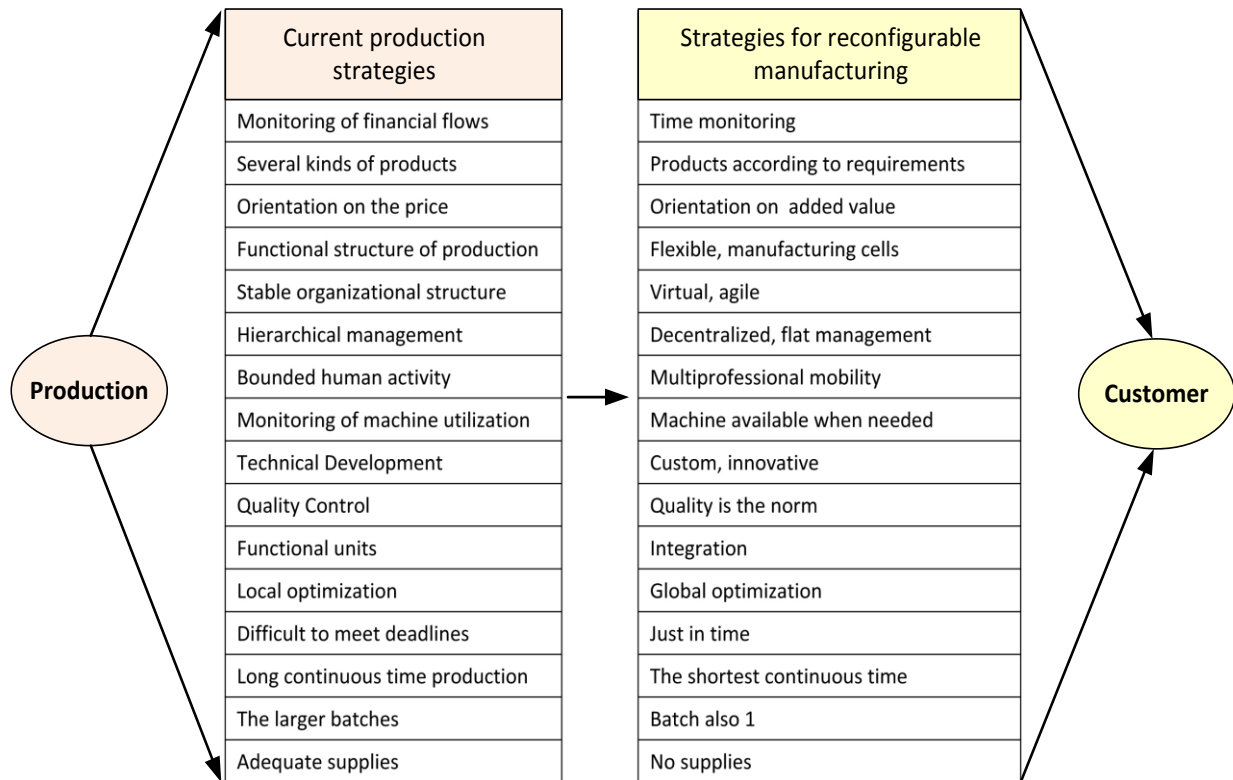 Current production
strategies
Monitoring of financial flows
Several kinds of products
Orientation on the price
Functional structure of production
Stable organizational structure
Hierarchical management
Bounded human activity
Monitoring of machine utilization
Technical Development
Quality Control
Functional units
Local optimization
Difficult to meet deadlines
Long continuous time production
The larger batches
Adequate supplies
Strategies for reconfigurable
manufacturing
Time monitoring
Products according to requirements
Orientation on added value
Flexible, manufacturing cells
Virtual, agile
Decentralized, flat management
Multiprofessional mobility
Machine available when needed
Custom, innovative
Quality is the norm
Integration
Global optimization
Just in time
The shortest continuous time
Batch also 1
No supplies
Production
Customer